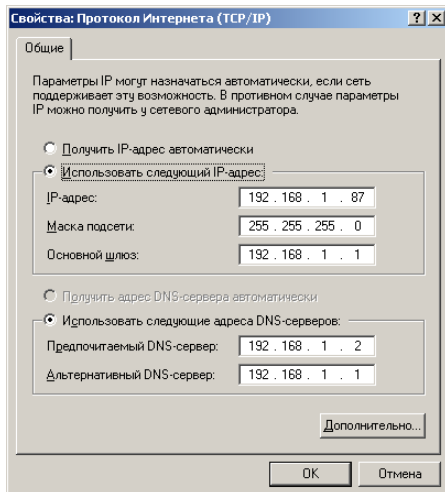 Свойства: Протокол Интернета (TCP/IP)
Общие
Параметры IP могут назначаться автоматически, если сеть
поддерживает эту возможность. В противном случае параметры
IP можно получить у сетевого администратора.
Получить IP-адрес автоматически
Использовать следующий IP-адрес:
IP-адрес: 192 . 168 . 1 . 87
Маска подсети: 255 . 255 . 255 . 0
Основной шлюз: 192 . 168 . 1 . 1
Получить адрес DNS-сервера автоматически
Использовать следующие адреса DNS-серверов:
Предпочитаемый DNS-сервер: 192 . 168 . 1 . 2
Альтернативный DNS-сервер: 192 . 168 . 1 . 1
Дополнительно...
OK Отмена